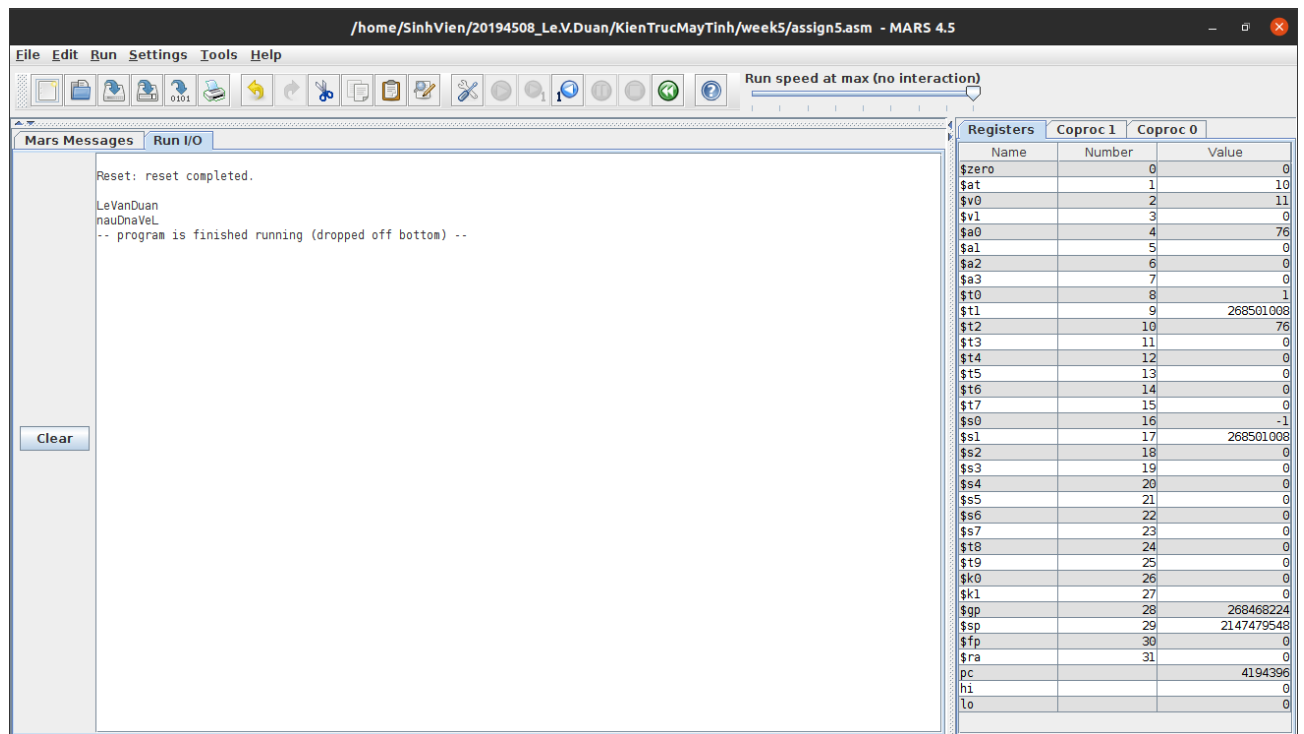 /home/SinhVien/20194508_Le.V.Duan/KienTrucMayTinh/week5/assign5.asm - MARS 4.5
File Edit Run Settings Tools Help
Run speed at max (no interaction)
Mars Messages Run I/O
Reset: reset completed.
LeVanDuan
nauDnaVeL
-- program is finished running (dropped off bottom) --
Clear
Registers Coproc 1 Coproc 0
Name Number Value
$zero 0 0
$at 1 10
$v0 2 11
$v1 3 0
$a0 4 76
$a1 5 0
$a2 6 0
$a3 7 0
$t0 8 1
$t1 9 268501008
$t2 10 76
$t3 11 0
$t4 12 0
$t5 13 0
$t6 14 0
$t7 15 0
$s0 16 -1
$s1 17 268501008
$s2 18 0
$s3 19 0
$s4 20 0
$s5 21 0
$s6 22 0
$s7 23 0
$t8 24 0
$t9 25 0
$k0 26 0
$k1 27 0
$gp 28 268468224
$sp 29 2147479548
$fp 30 0
$ra 31 0
pc 4194396
hi 0
lo 0